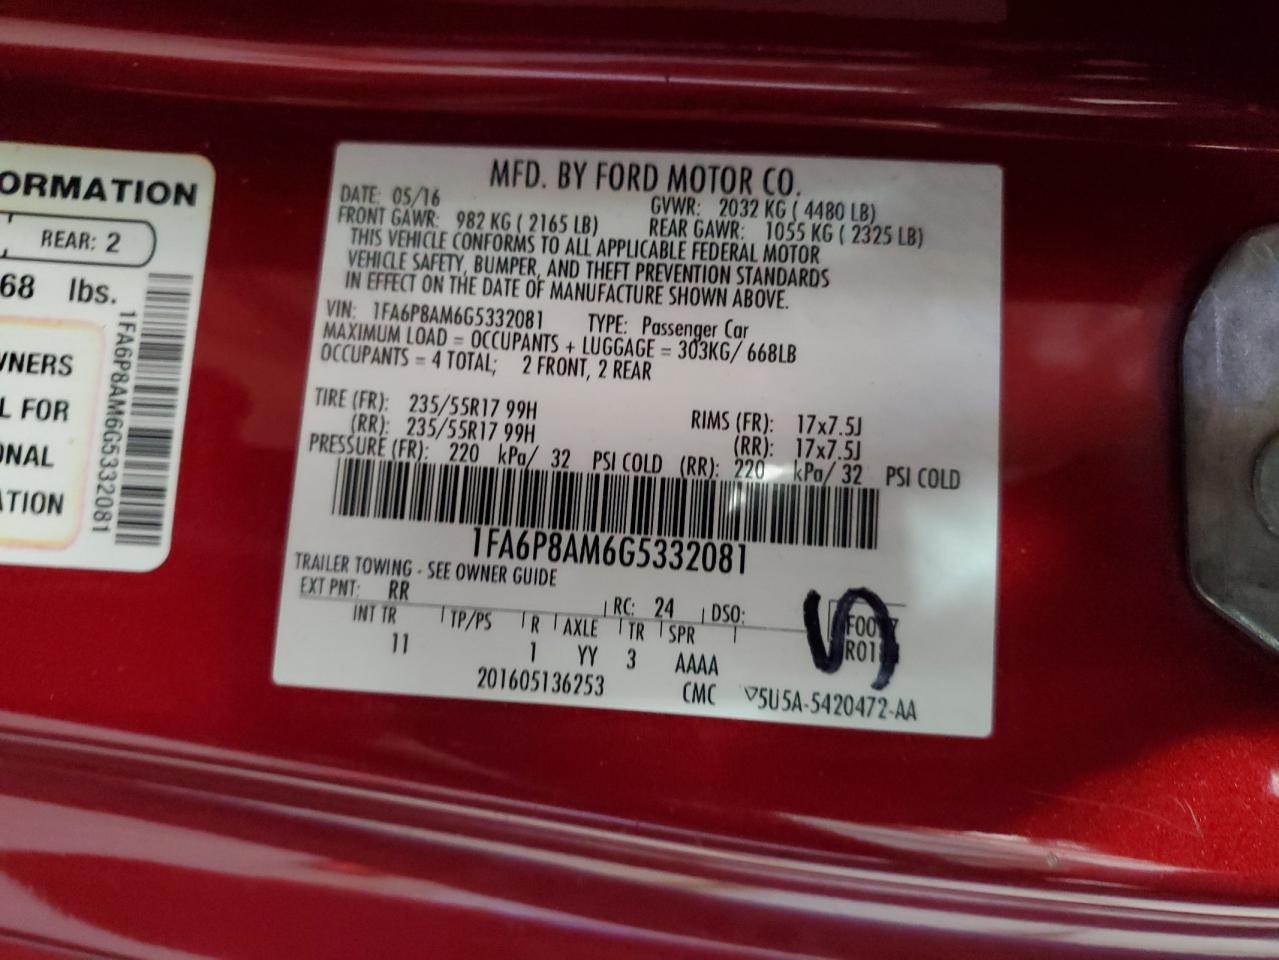 ORMATION
REAR: 2
68 lbs.
WNERS
L FOR
ONAL
ATION
1FA6P8AM6G5332081
MFD. BY FORD MOTOR CO.
DATE: 05/16 GVWR: 2032 KG ( 4480 LB)
FRONT GAWR: 982 KG ( 2165 LB) REAR GAWR: 1055 KG ( 2325 LB)
THIS VEHICLE CONFORMS TO ALL APPLICABLE FEDERAL MOTOR
VEHICLE SAFETY, BUMPER, AND THEFT PREVENTION STANDARDS
IN EFFECT ON THE DATE OF MANUFACTURE SHOWN ABOVE.
VIN: 1FA6P8AM6G5332081 TYPE: Passenger Car
MAXIMUM LOAD = OCCUPANTS + LUGGAGE = 303KG/ 668LB
OCCUPANTS = 4 TOTAL; 2 FRONT, 2 REAR
TIRE (FR): 235/55R17 99H RIMS (FR): 17x7.5J
(RR): 235/55R17 99H (RR): 17x7.5J
PRESSURE (FR): 220 kPa/ 32 PSI COLD (RR): 220 kPa/ 32 PSI COLD
1FA6P8AM6G5332081
TRAILER TOWING - SEE OWNER GUIDE
EXT PNT: RR RC: 24 DSO:
INT TR TP/PS R AXLE TR SPR
11 1 YY 3 AAAA
201605136253 CMC ▽5U5A-5420472-AA